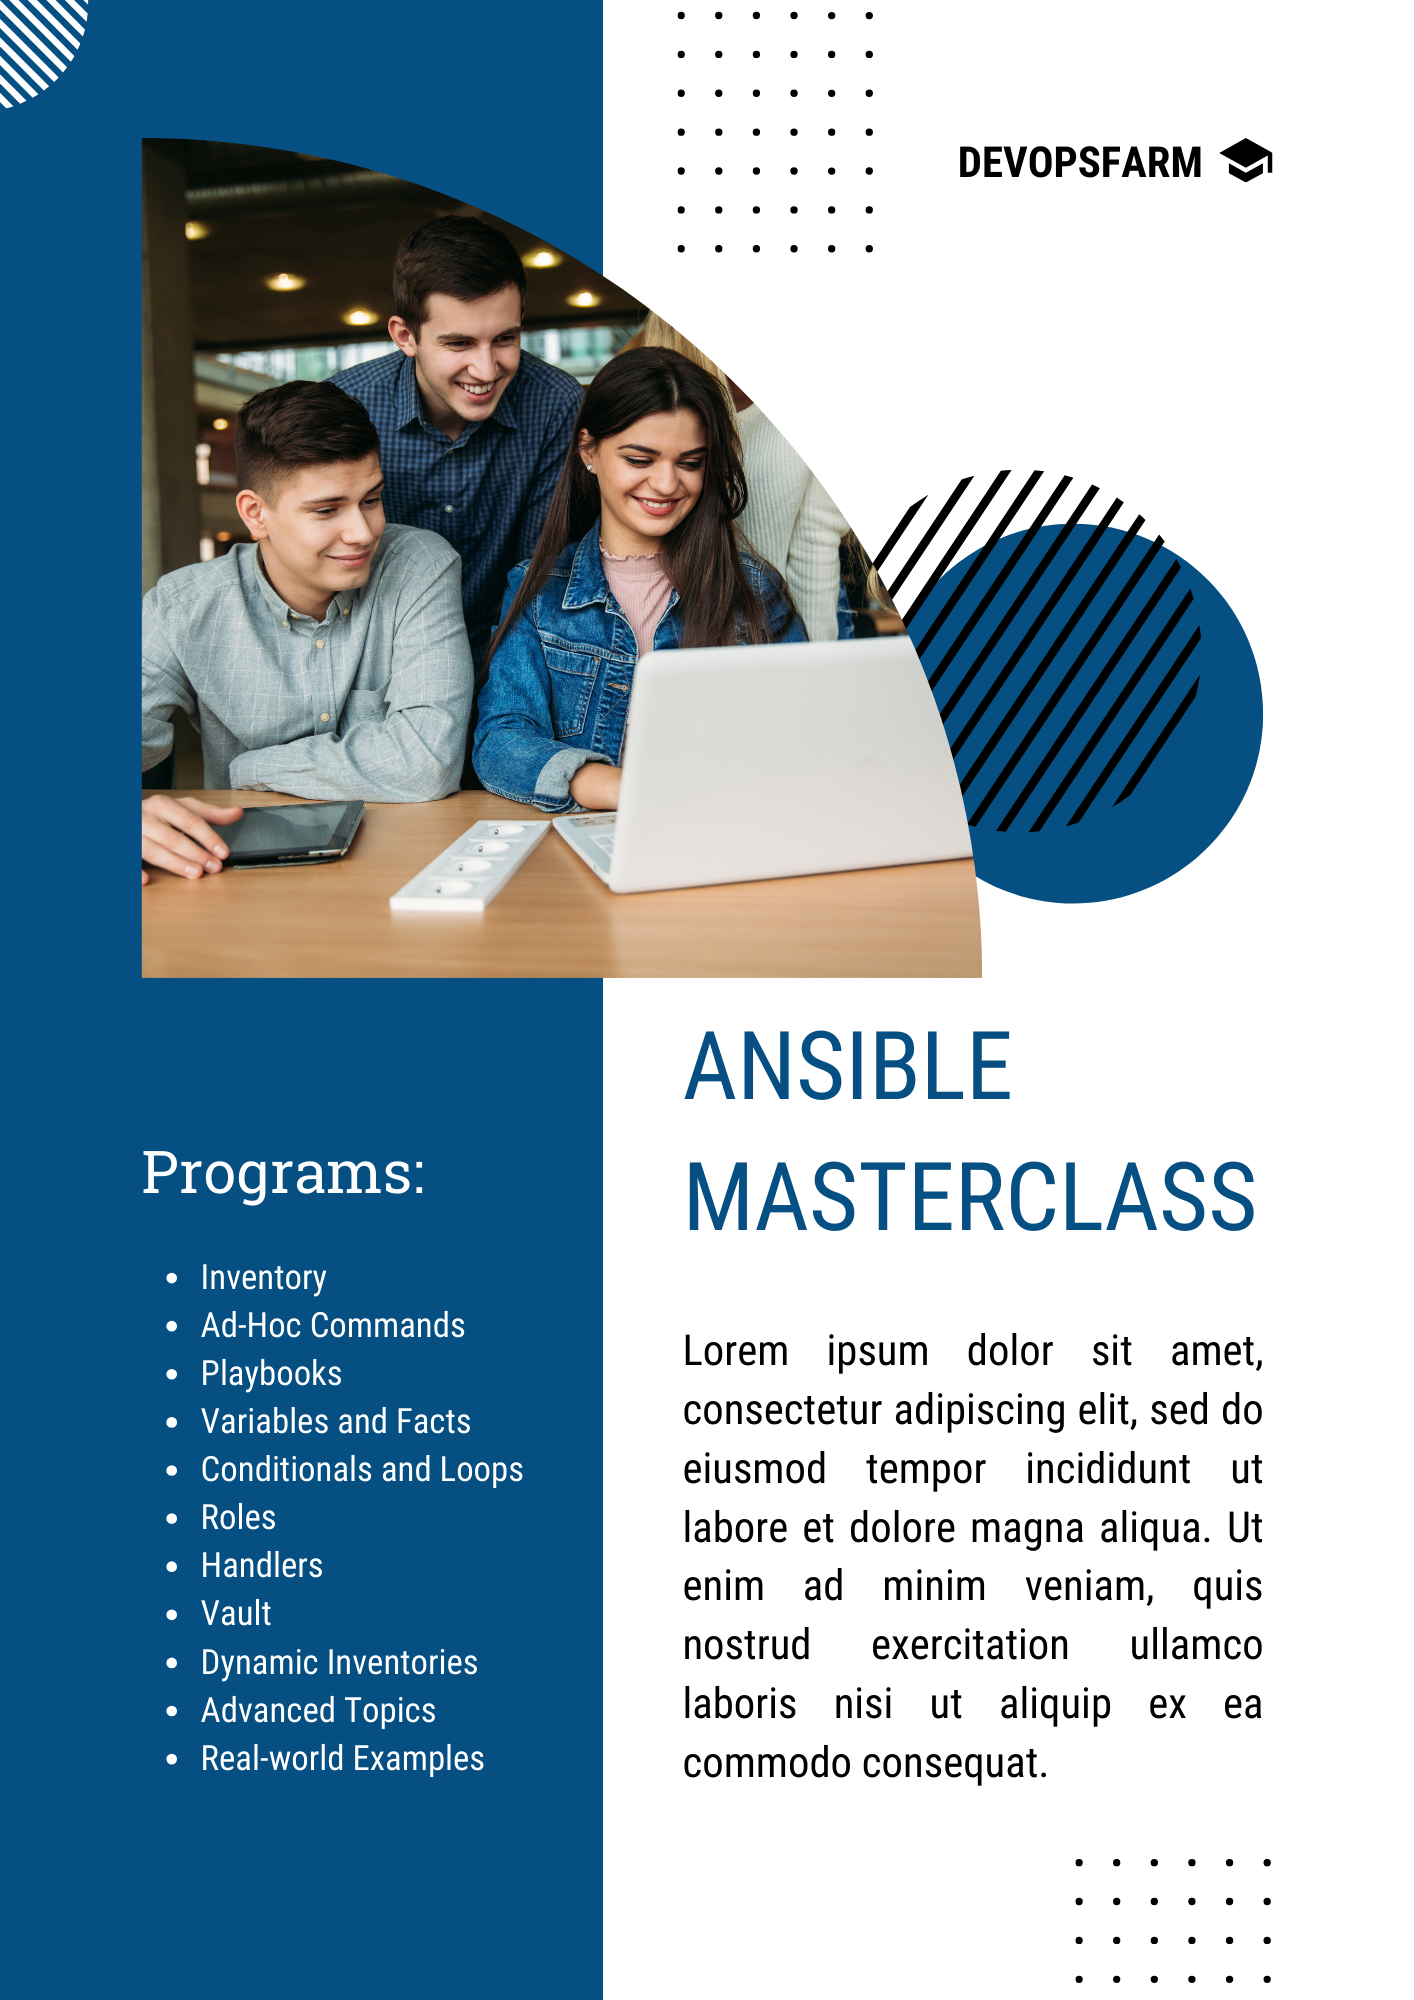 DEVOPSFARM
ANSIBLE
MASTERCLASS
Programs:
Inventory
Ad-Hoc Commands
Playbooks
Variables and Facts
Conditionals and Loops
Roles
Handlers
Vault
Dynamic Inventories
Advanced Topics
Real-world Examples
Lorem ipsum dolor sit amet,
consectetur adipiscing elit, sed do
eiusmod tempor incididunt ut
labore et dolore magna aliqua. Ut
enim ad minim veniam, quis
nostrud exercitation ullamco
laboris nisi ut aliquip ex ea
commodo consequat.